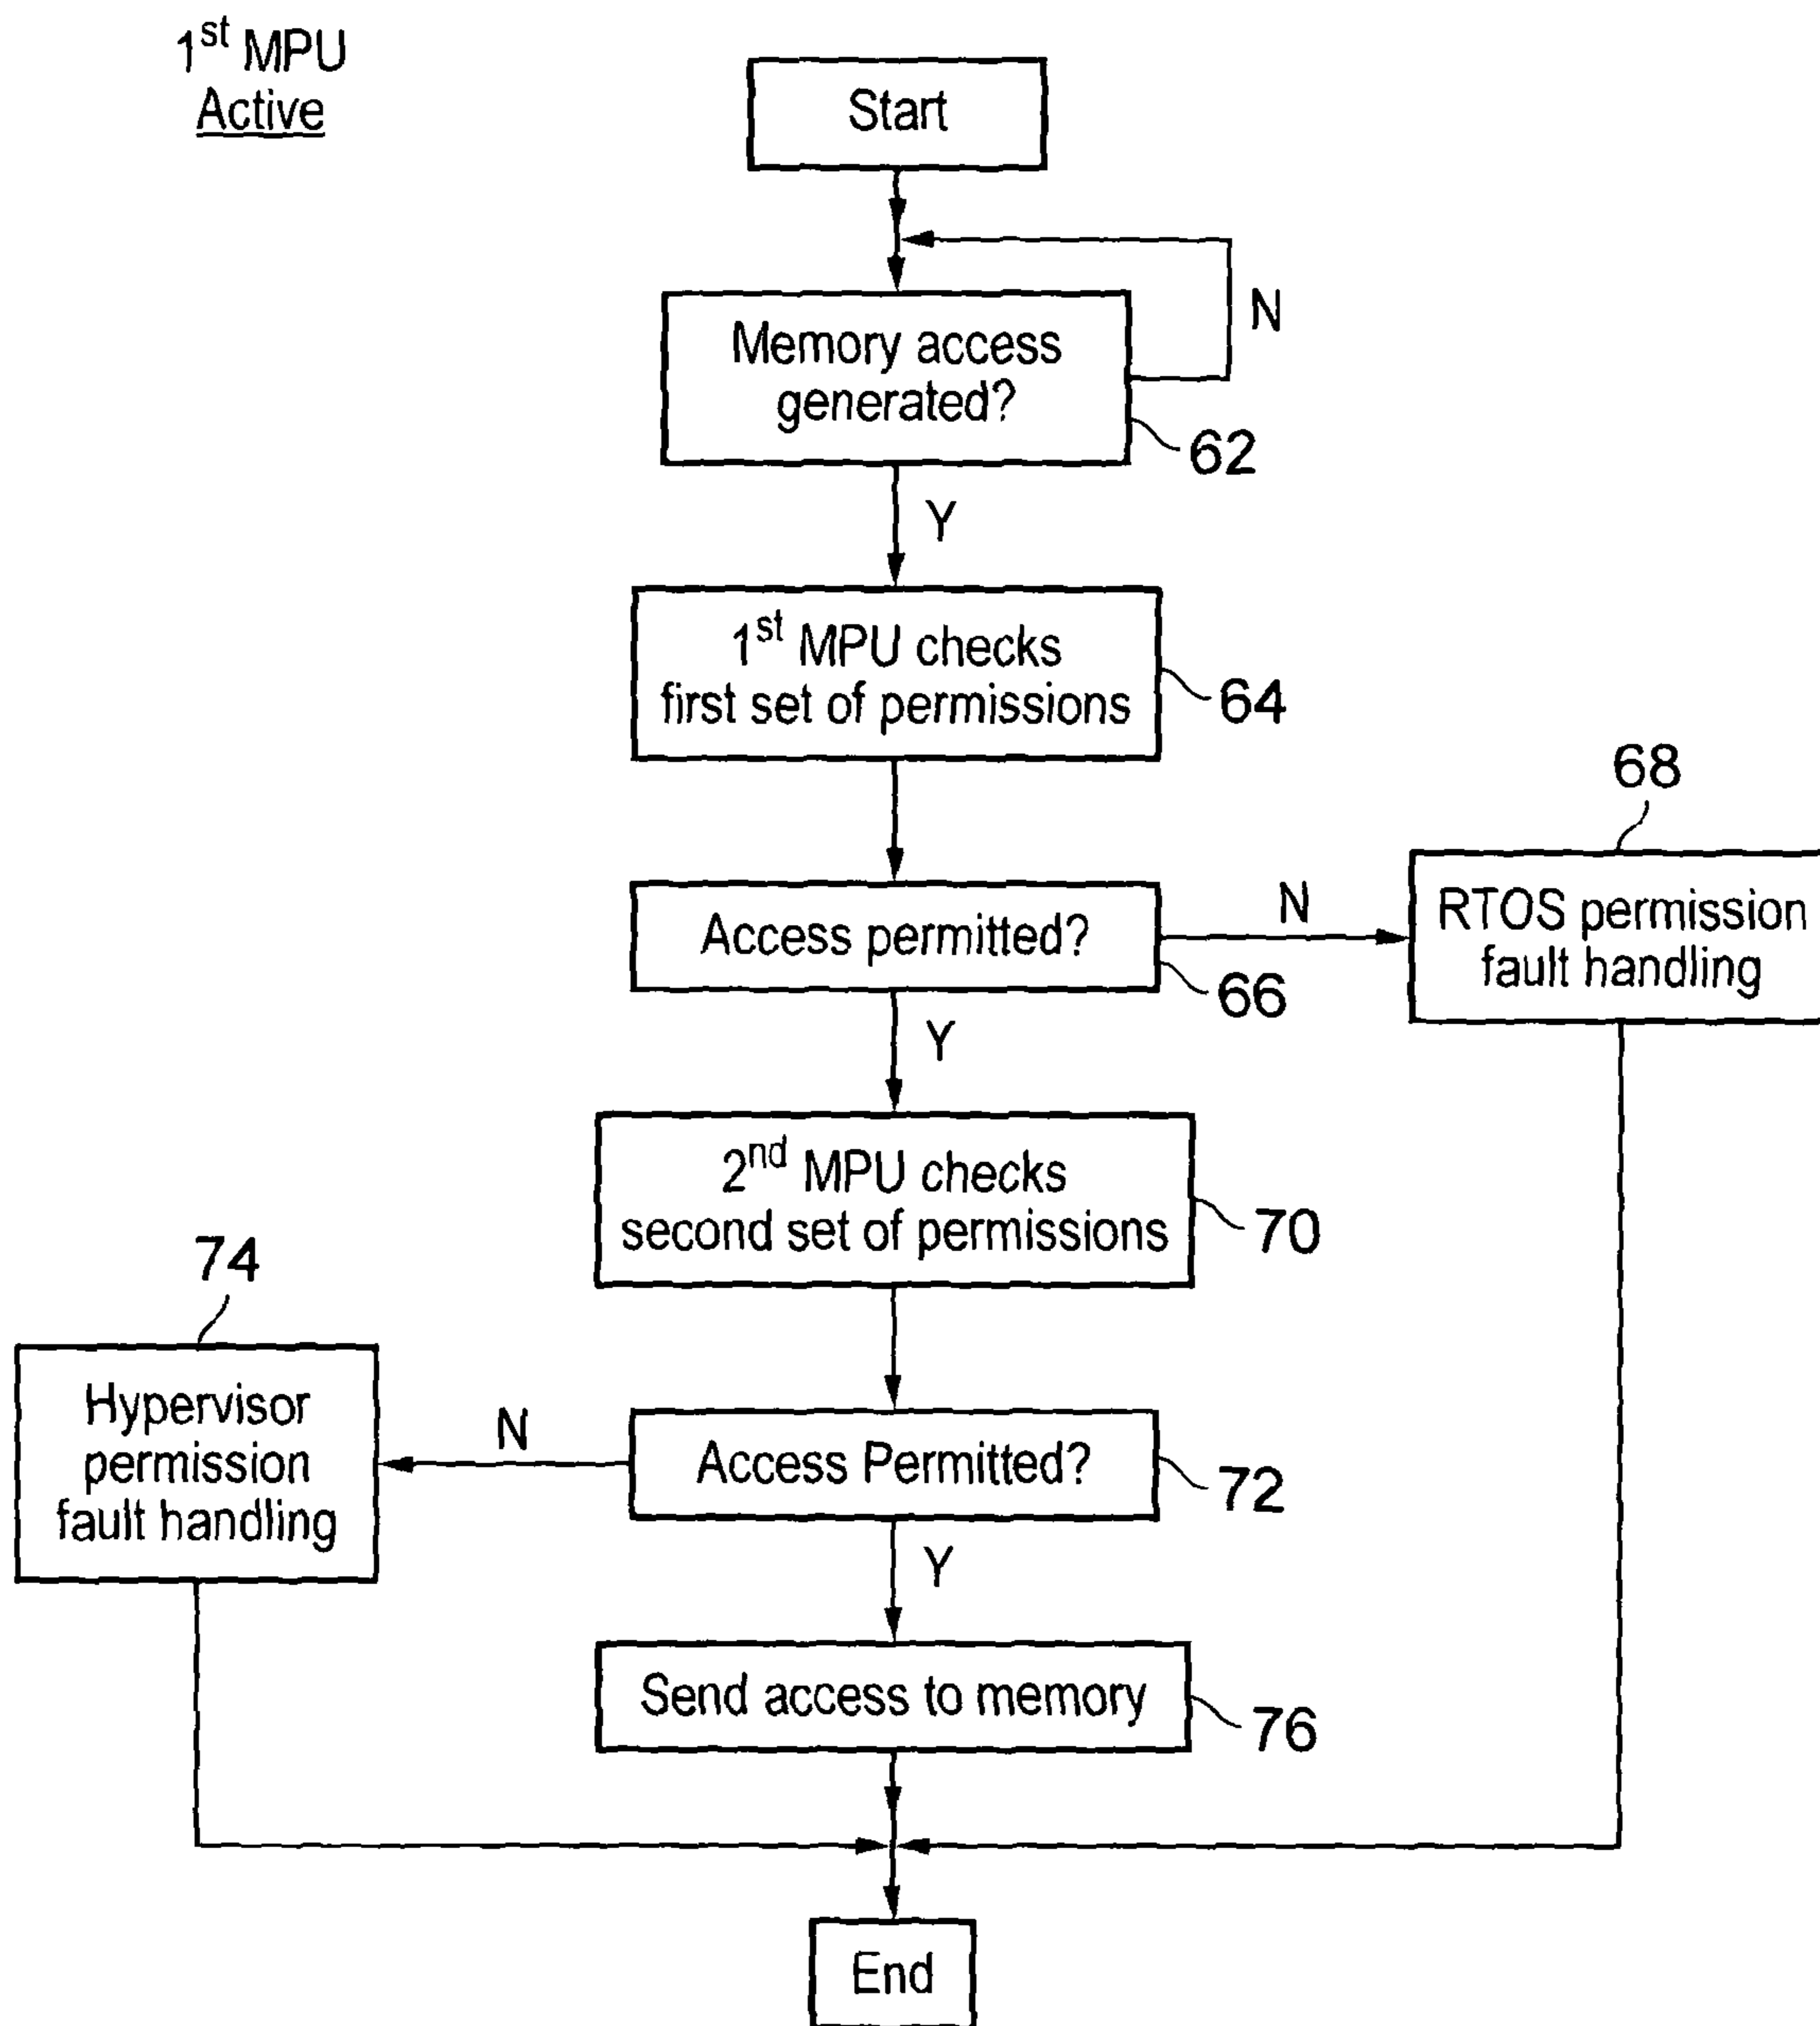 1st MPU
Active
Start
Memory access
generated?
N
62
Y
1st MPU checks
first set of permissions
64
68
Access permitted?
N
RTOS permission
fault handling
66
Y
2nd MPU checks
second set of permissions
70
74
Hypervisor
permission
fault handling
N
Access Permitted?
72
Y
Send access to memory
76
End